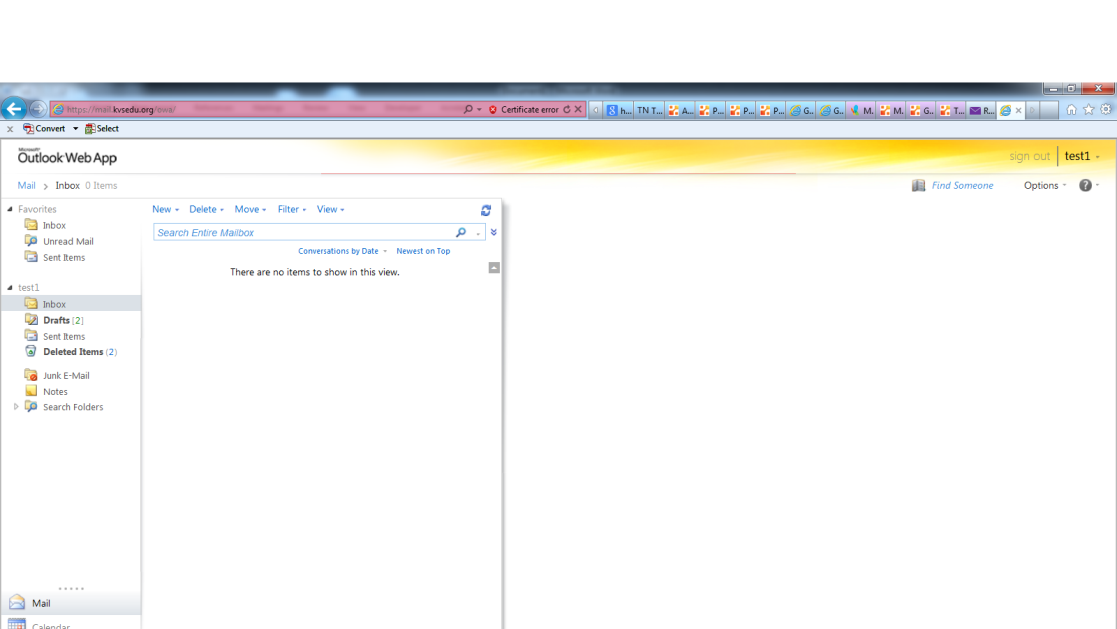 https://mail.kvsedu.org/owa/
Certificate error
h... TN T... A... P... P... P... G.. G.. M. M. G.. T... R...
x Convert Select
Microsoft
Outlook Web App
sign out test1
Mail > Inbox 0 Items
Find Someone Options ?
Favorites
Inbox
Unread Mail
Sent Items
test1
Inbox
Drafts [2]
Sent Items
Deleted Items (2)
Junk E-Mail
Notes
Search Folders
New Delete Move Filter View
Search Entire Mailbox
Conversations by Date Newest on Top
There are no items to show in this view.
Mail
Calendar